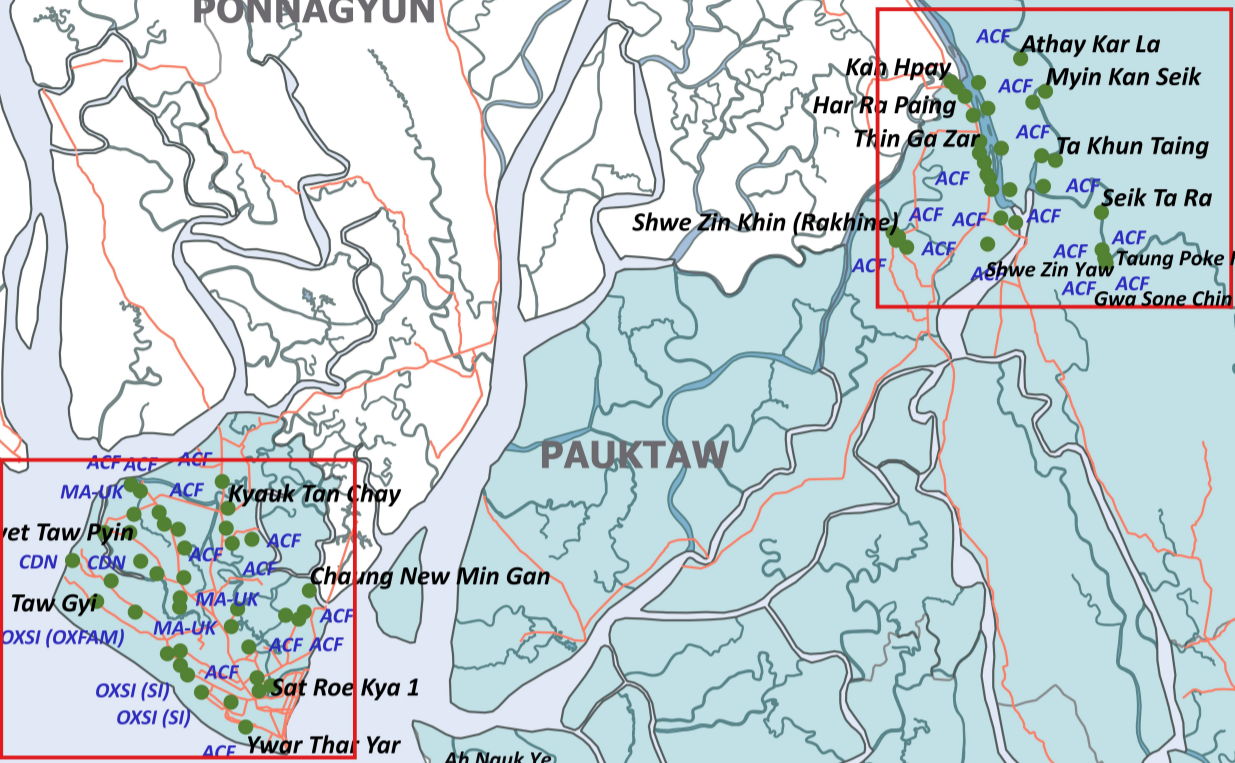 PONNAGYUN
ACF
Athay Kar La
Kan Hpay
ACF
Myin Kan Seik
Har Ra Paing
ACF
Thin Ga Zar
Ta Khun Taing
ACF
ACF
Seik Ta Ra
Shwe Zin Khin (Rakhine)
ACF
ACF
ACF
ACF
ACF
ACF
ACF
Taung Poke
ACF
Shwe Zin Yaw
ACF
ACF
ACF
Gwa Sone Chin
PAUKTAW
ACF
ACF
ACF
MA-UK
ACF
Kyauk Tan Chay
yet Taw Pyin
ACF
ACF
CDN
CDN
ACF
Chaung New Min Gan
Taw Gyi
MA-UK
ACF
MA-UK
OXSI (OXFAM)
ACF
ACF
ACF
OXSI (SI)
Sat Roe Kya 1
OXSI (SI)
Ywar Thar Yar
ACF
Ah Nauk Ye